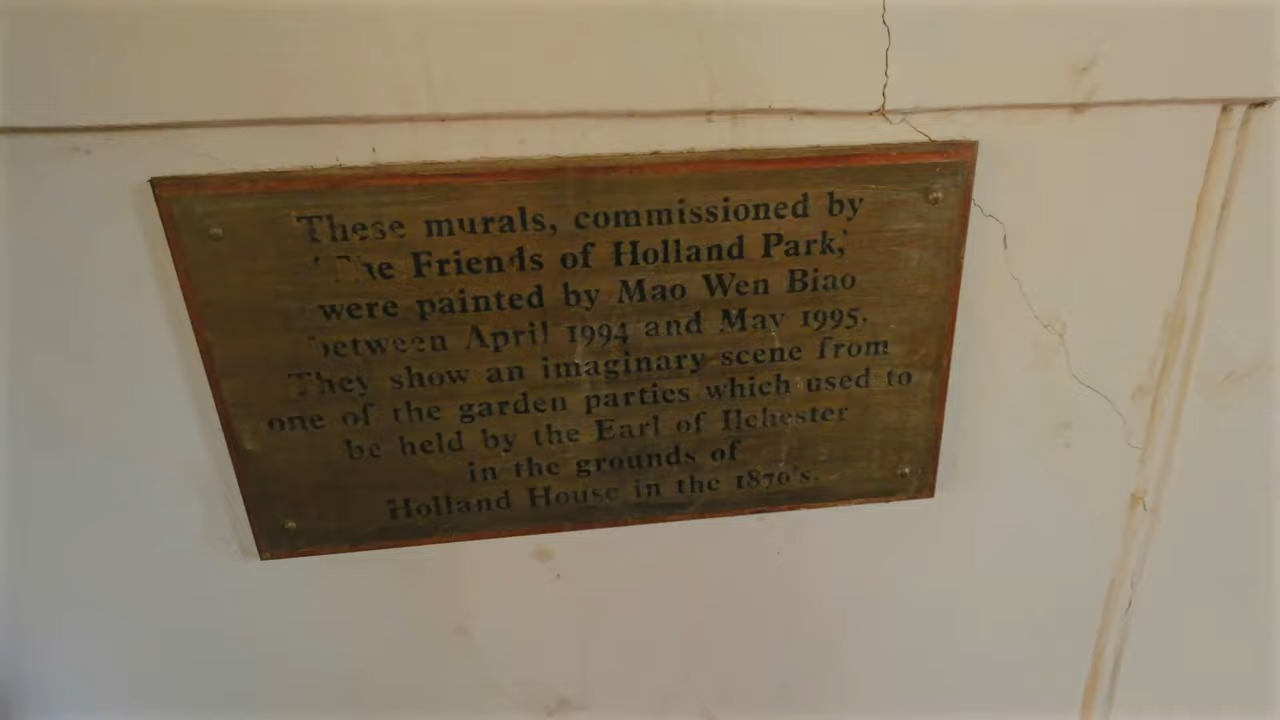 These murals, commissioned by
'The Friends of Holland Park,'
were painted by Mao Wen Biao
between April 1994 and May 1995.
They show an imaginary scene from
one of the garden parties which used to
be held by the Earl of Ilchester
in the grounds of
Holland House in the 1870's.